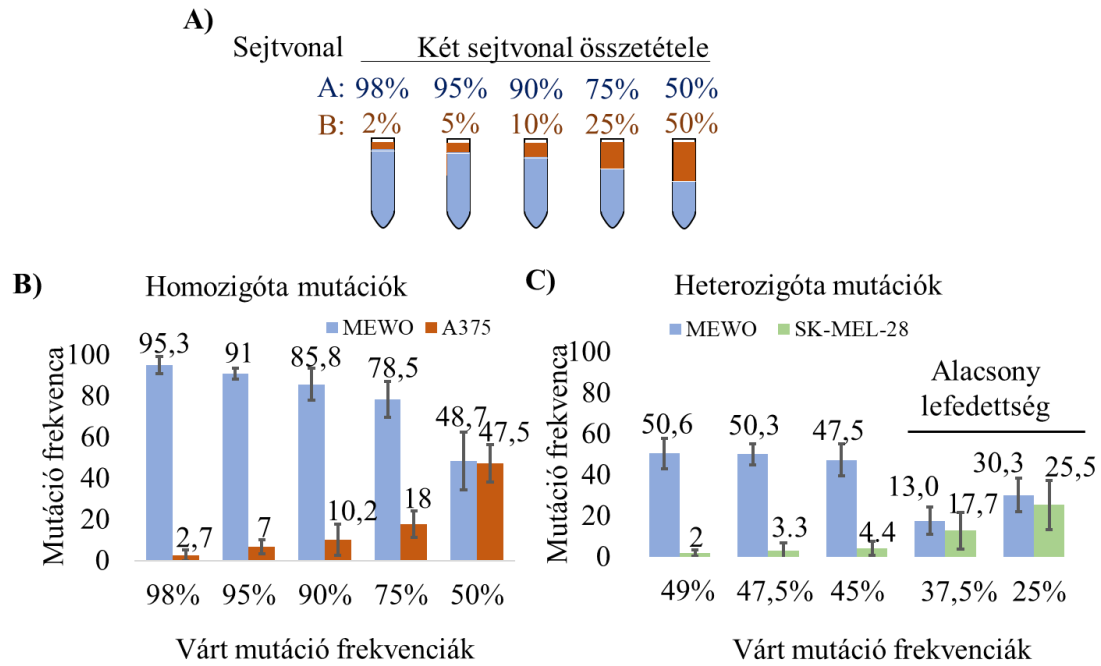 A)
Sejtvonal Két sejtvonal összetétele
A: 98% 95% 90% 75% 50%
B: 2% 5% 10% 25% 50%
B) Homozigóta mutációk
MEWO A375
Mutáció frekvenca
100
80
60
40
20
0
95,3 91 85,8 78,5 48,7 47,5
2,7 7 10,2 18
98% 95% 90% 75% 50%
Várt mutáció frekvenciák
C) Heterozigóta mutációk
MEWO SK-MEL-28
Mutáció frekvenca
100
80
60
40
20
0
Alacsony
lefedettség
50,6 50,3 47,5 13,0 17,7 30,3 25,5
2 3.3 4.4
49% 47,5% 45% 37,5% 25%
Várt mutáció frekvenciák